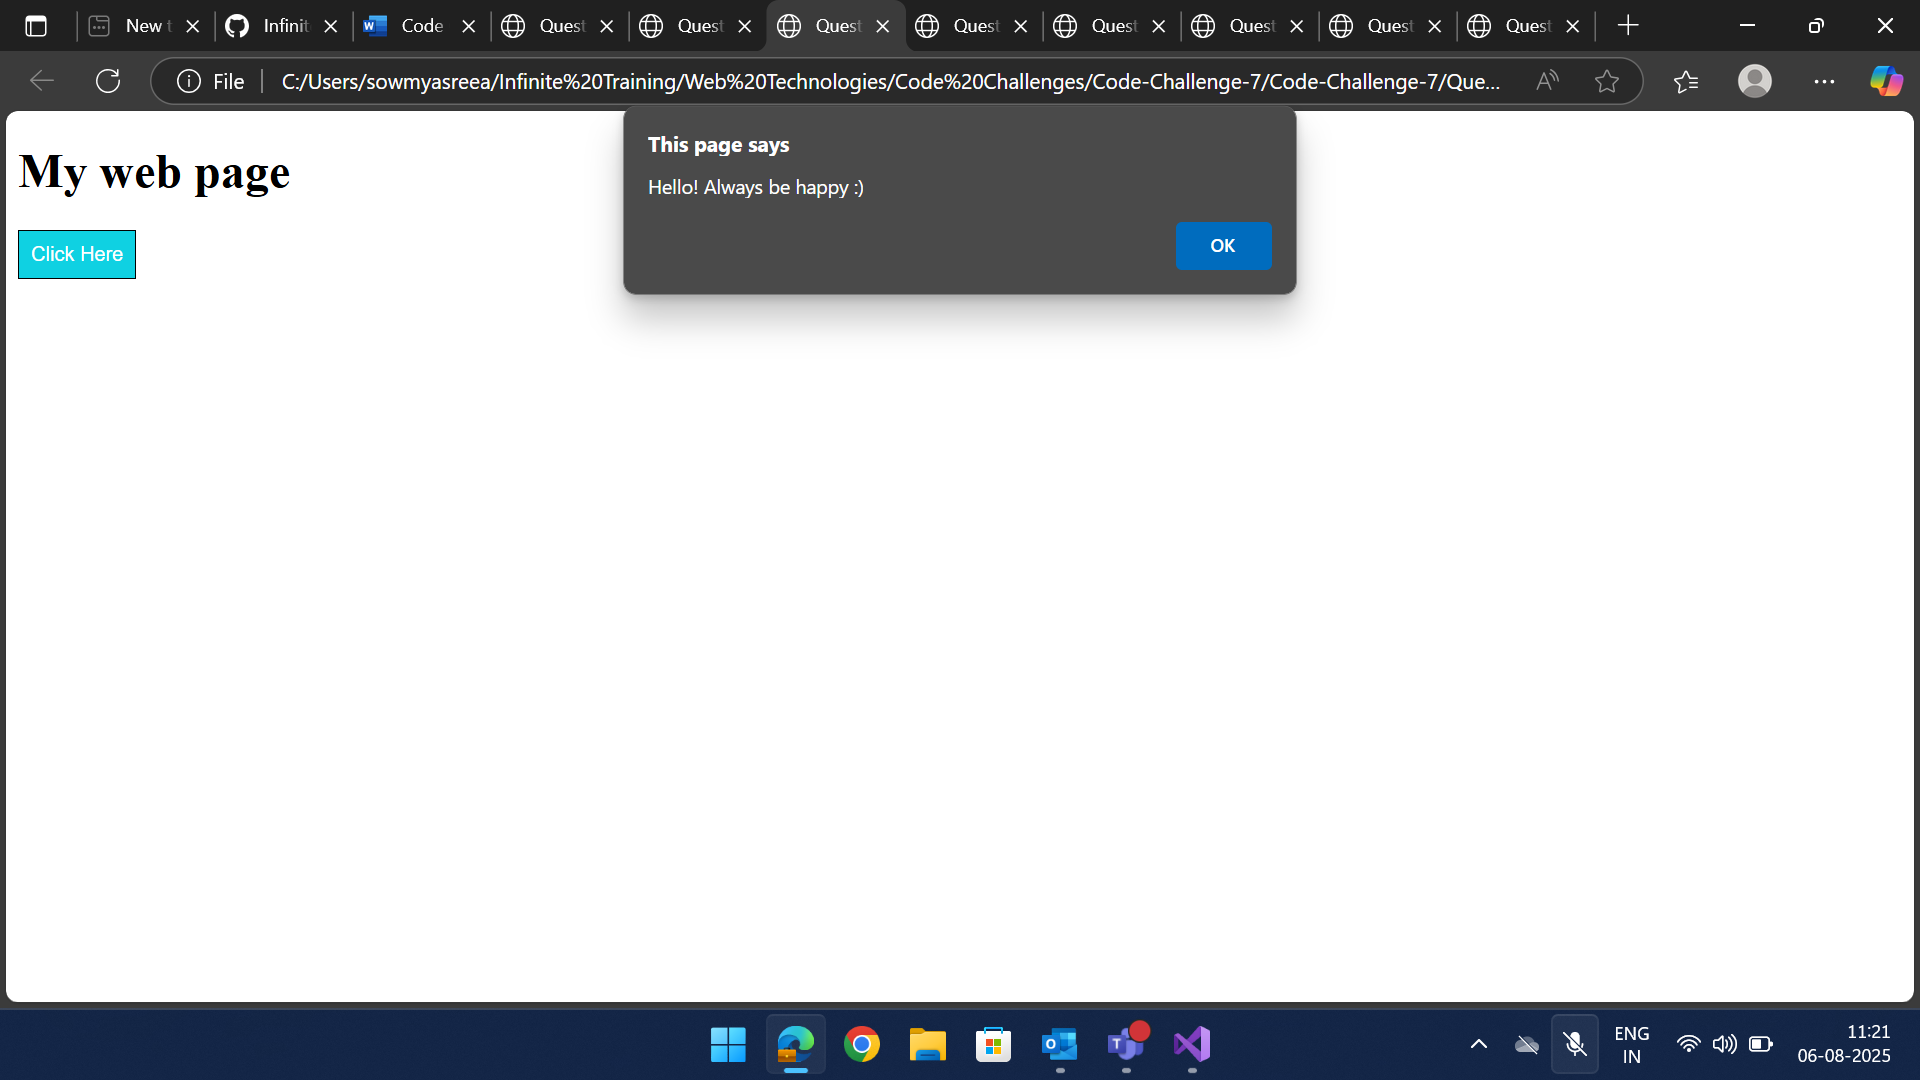 New t
Infinit
Code
Quest
Quest
Quest
Quest
Quest
Quest
Quest
Quest
File
C:/Users/sowmyasreea/Infinite%20Training/Web%20Technologies/Code%20Challenges/Code-Challenge-7/Code-Challenge-7/Que...
This page says
Hello! Always be happy :)
OK
My web page
Click Here
ENG
IN
11:21
06-08-2025